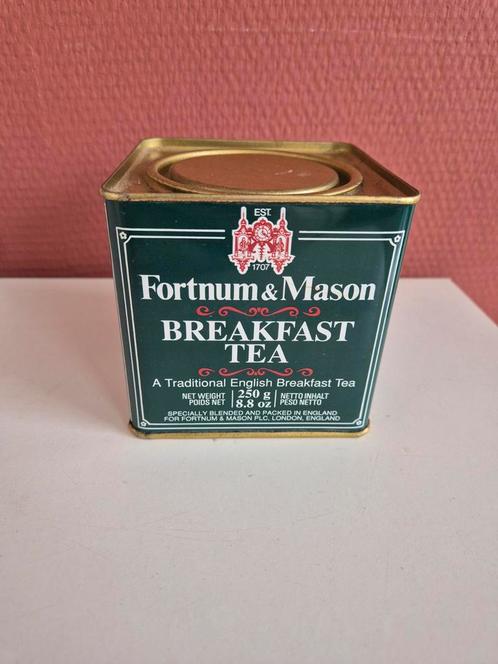 EST.
1707
Fortnum & Mason
BREAKFAST
TEA
A Traditional English Breakfast Tea
NET WEIGHT 250 g NETTO INHALT
POIDS NET 8.8 oz PESO NETTO
SPECIALLY BLENDED AND PACKED IN ENGLAND
FOR FORTNUM & MASON PLC, LONDON, ENGLAND